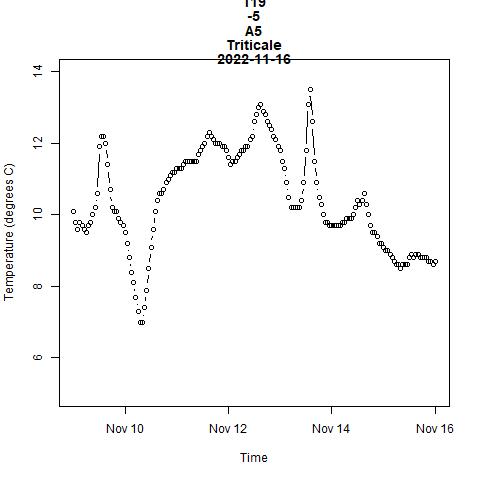 T19
-5
A5
Triticale
2022-11-16
14
12
10
8
6
Temperature (degrees C)
Nov 10
Nov 12
Nov 14
Nov 16
Time